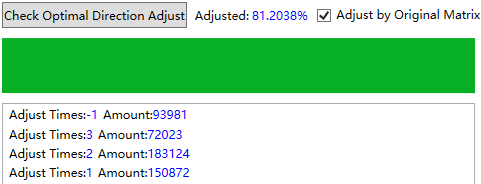 Check Optimal Direction Adjust Adjusted: 81.2038% Adjust by Original Matrix
Adjust Times:-1 Amount:93981
Adjust Times:3 Amount:72023
Adjust Times:2 Amount:183124
Adjust Times:1 Amount:150872